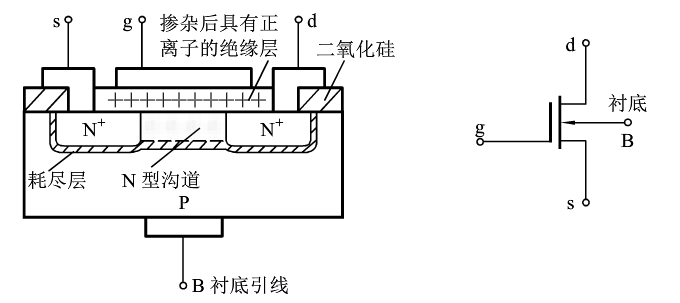 s
g
掺杂后具有正
离子的绝缘层
d
二氧化硅
+++++++++++
N+
N+
耗尽层
N 型沟道
P
B 衬底引线
d
衬底
B
g
s